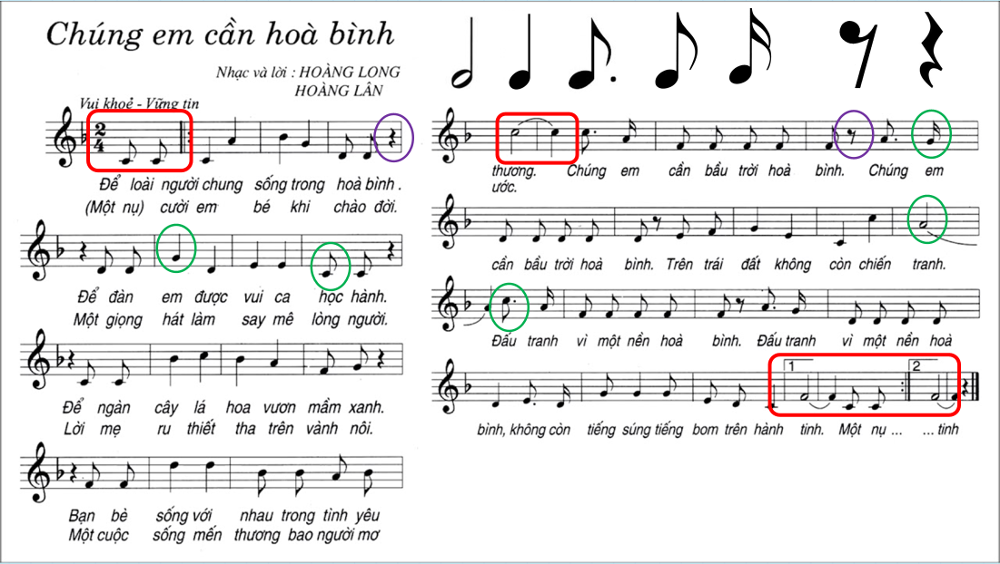 Chúng em cần hoà bình
Nhạc và lời : HOÀNG LONG
HOÀNG LÂN
Vui khoẻ - Vững tin
2
4
Để loài người chung sống trong hoà bình .
(Một nụ) cười em bé khi chào đời.
Để đàn em được vui ca học hành.
Một giọng hát làm say mê lòng người.
Để ngàn cây lá hoa vươn mầm xanh.
Lời mẹ ru thiết tha trên vành nôi.
Bạn bè sống với nhau trong tình yêu
Một cuộc sống mến thương bao người mơ
thương. Chúng em cần bầu trời hoà bình. Chúng em
ước.
cần bầu trời hoà bình. Trên trái đất không còn chiến tranh.
Đấu tranh vì một nền hoà bình. Đấu tranh vì một nền hoà
1 2
bình, không còn tiếng súng tiếng bom trên hành tinh. Một nụ ... ... tinh